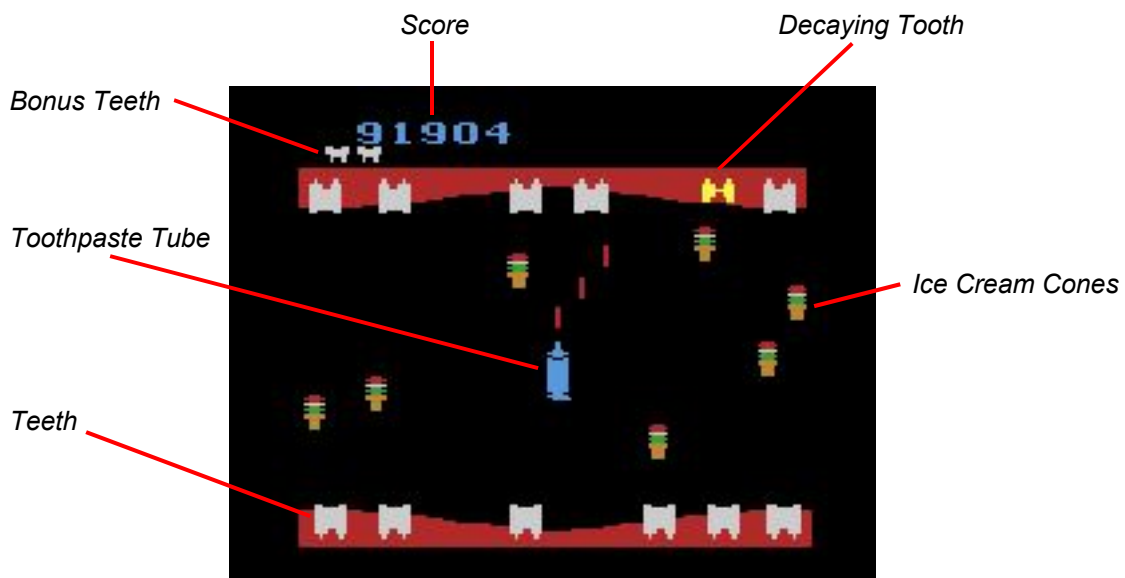 Score
Decaying Tooth
Bonus Teeth
91904
Toothpaste Tube
Ice Cream Cones
Teeth